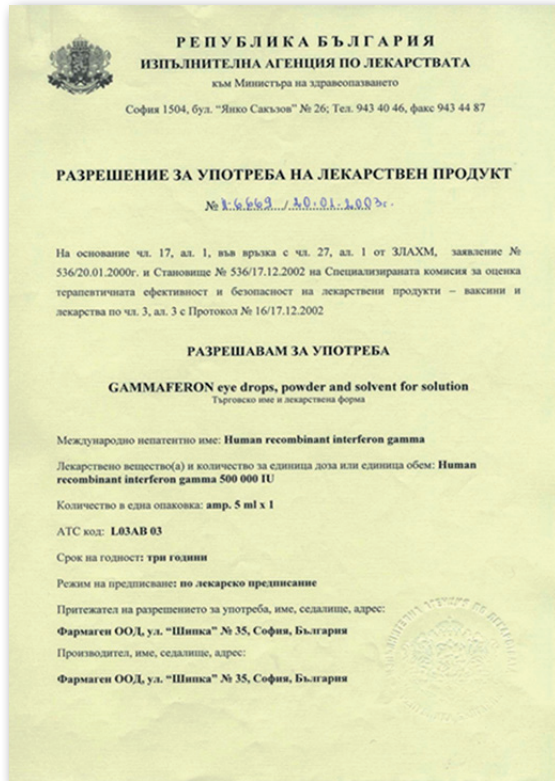 РЕПУБЛИКА БЪЛГАРИЯ
ИЗПЪЛНИТЕЛНА АГЕНЦИЯ ПО ЛЕКАРСТВАТА
към Министъра на здравеопазването
София 1504, бул. “Янко Сакъзов” № 26; Тел. 943 40 46, факс 943 44 87
РАЗРЕШЕНИЕ ЗА УПОТРЕБА НА ЛЕКАРСТВЕН ПРОДУКТ
№ II-6669 / 20.01.2003г.
На основание чл. 17, ал. 1, във връзка с чл. 27, ал. 1 от ЗЛАХМ, заявление №
536/20.01.2000г. и Становище № 536/17.12.2002 на Специализираната комисия за оценка
терапевтичната ефективност и безопасност на лекарствени продукти – ваксини и
лекарства по чл. 3, ал. 3 с Протокол № 16/17.12.2002
РАЗРЕШАВАМ ЗА УПОТРЕБА
GAMMAFERON eye drops, powder and solvent for solution
Търговско име и лекарствена форма
Международно непатентно име: Human recombinant interferon gamma
Лекарствено вещество(а) и количество за единица доза или единица обем: Human
recombinant interferon gamma 500 000 IU
Количество в една опаковка: amp. 5 ml x 1
АТС код: L03AB 03
Срок на годност: три години
Режим на предписване: по лекарско предписание
Притежател на разрешението за употреба, име, седалище, адрес:
Фармаген ООД, ул. “Шипка” № 35, София, България
Производител, име, седалище, адрес:
Фармаген ООД, ул. “Шипка” № 35, София, България